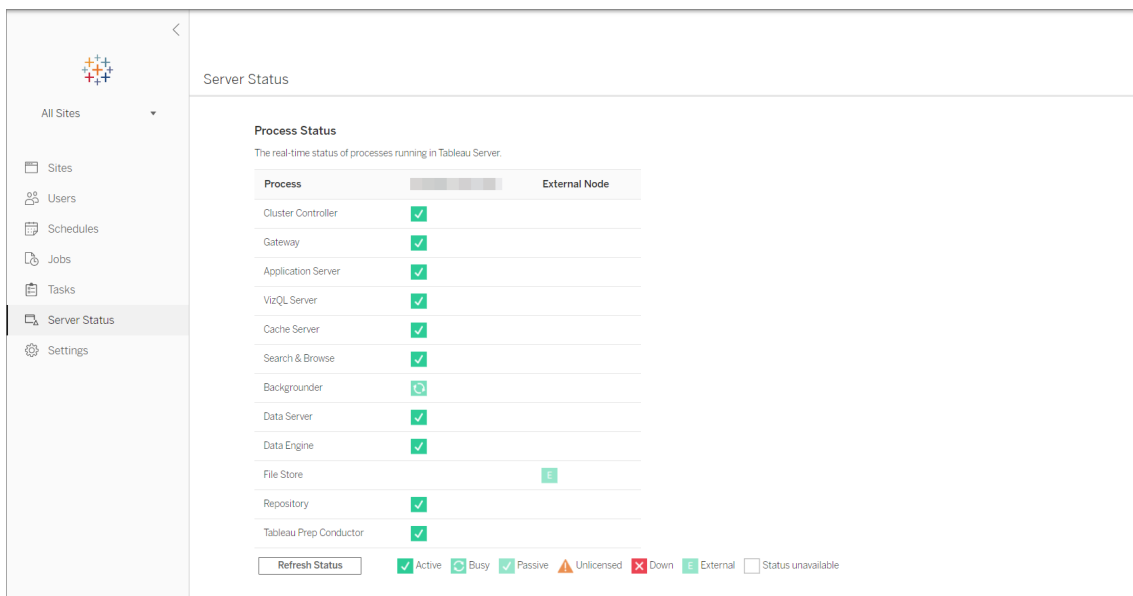 Server Status
All Sites
Sites
Users
Schedules
Jobs
Tasks
Server Status
Settings
Process Status
The real-time status of processes running in Tableau Server.
Process External Node
Cluster Controller
Gateway
Application Server
VizQL Server
Cache Server
Search & Browse
Backgrounder
Data Server
Data Engine
File Store E
Repository
Tableau Prep Conductor
Refresh Status Active Busy Passive Unlicensed Down E External Status unavailable